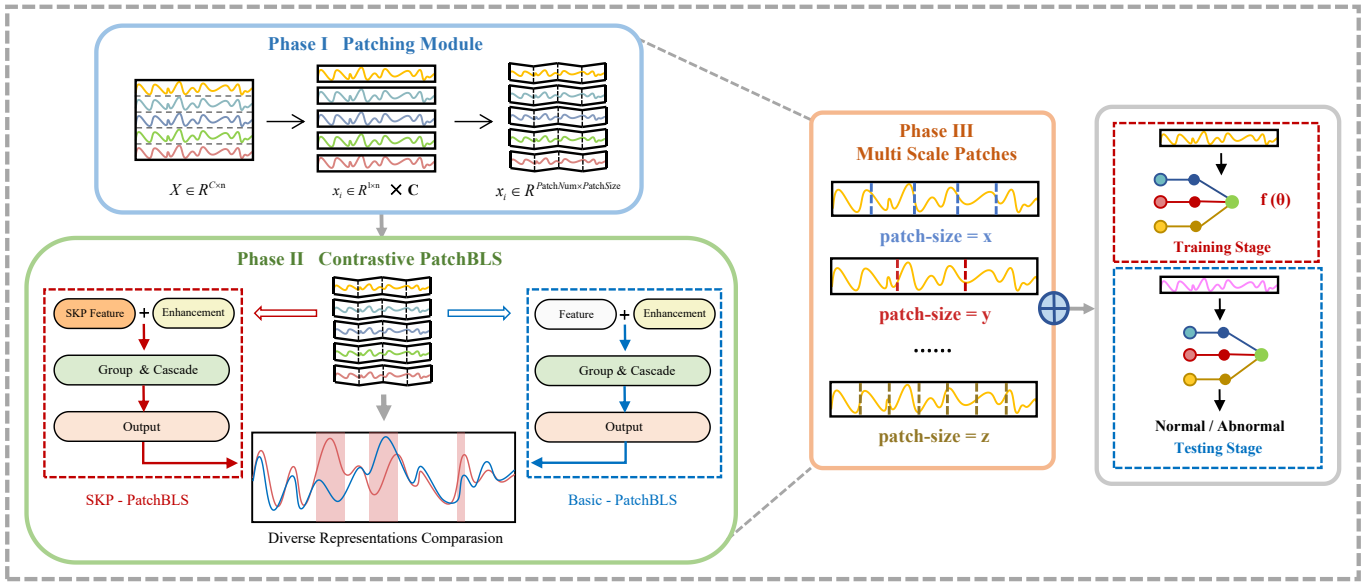 Phase I Patching Module
X ∈ R^{C×n}
x_i ∈ R^{1×n} × C
x_i ∈ R^{PatchNum×PatchSize}
Phase II Contrastive PatchBLS
SKP Feature + Enhancement
Group & Cascade
Output
SKP - PatchBLS
Feature + Enhancement
Group & Cascade
Output
Basic - PatchBLS
Diverse Representations Comparasion
Phase III
Multi Scale Patches
patch-size = x
patch-size = y
......
patch-size = z
f (θ)
Training Stage
Normal / Abnormal
Testing Stage